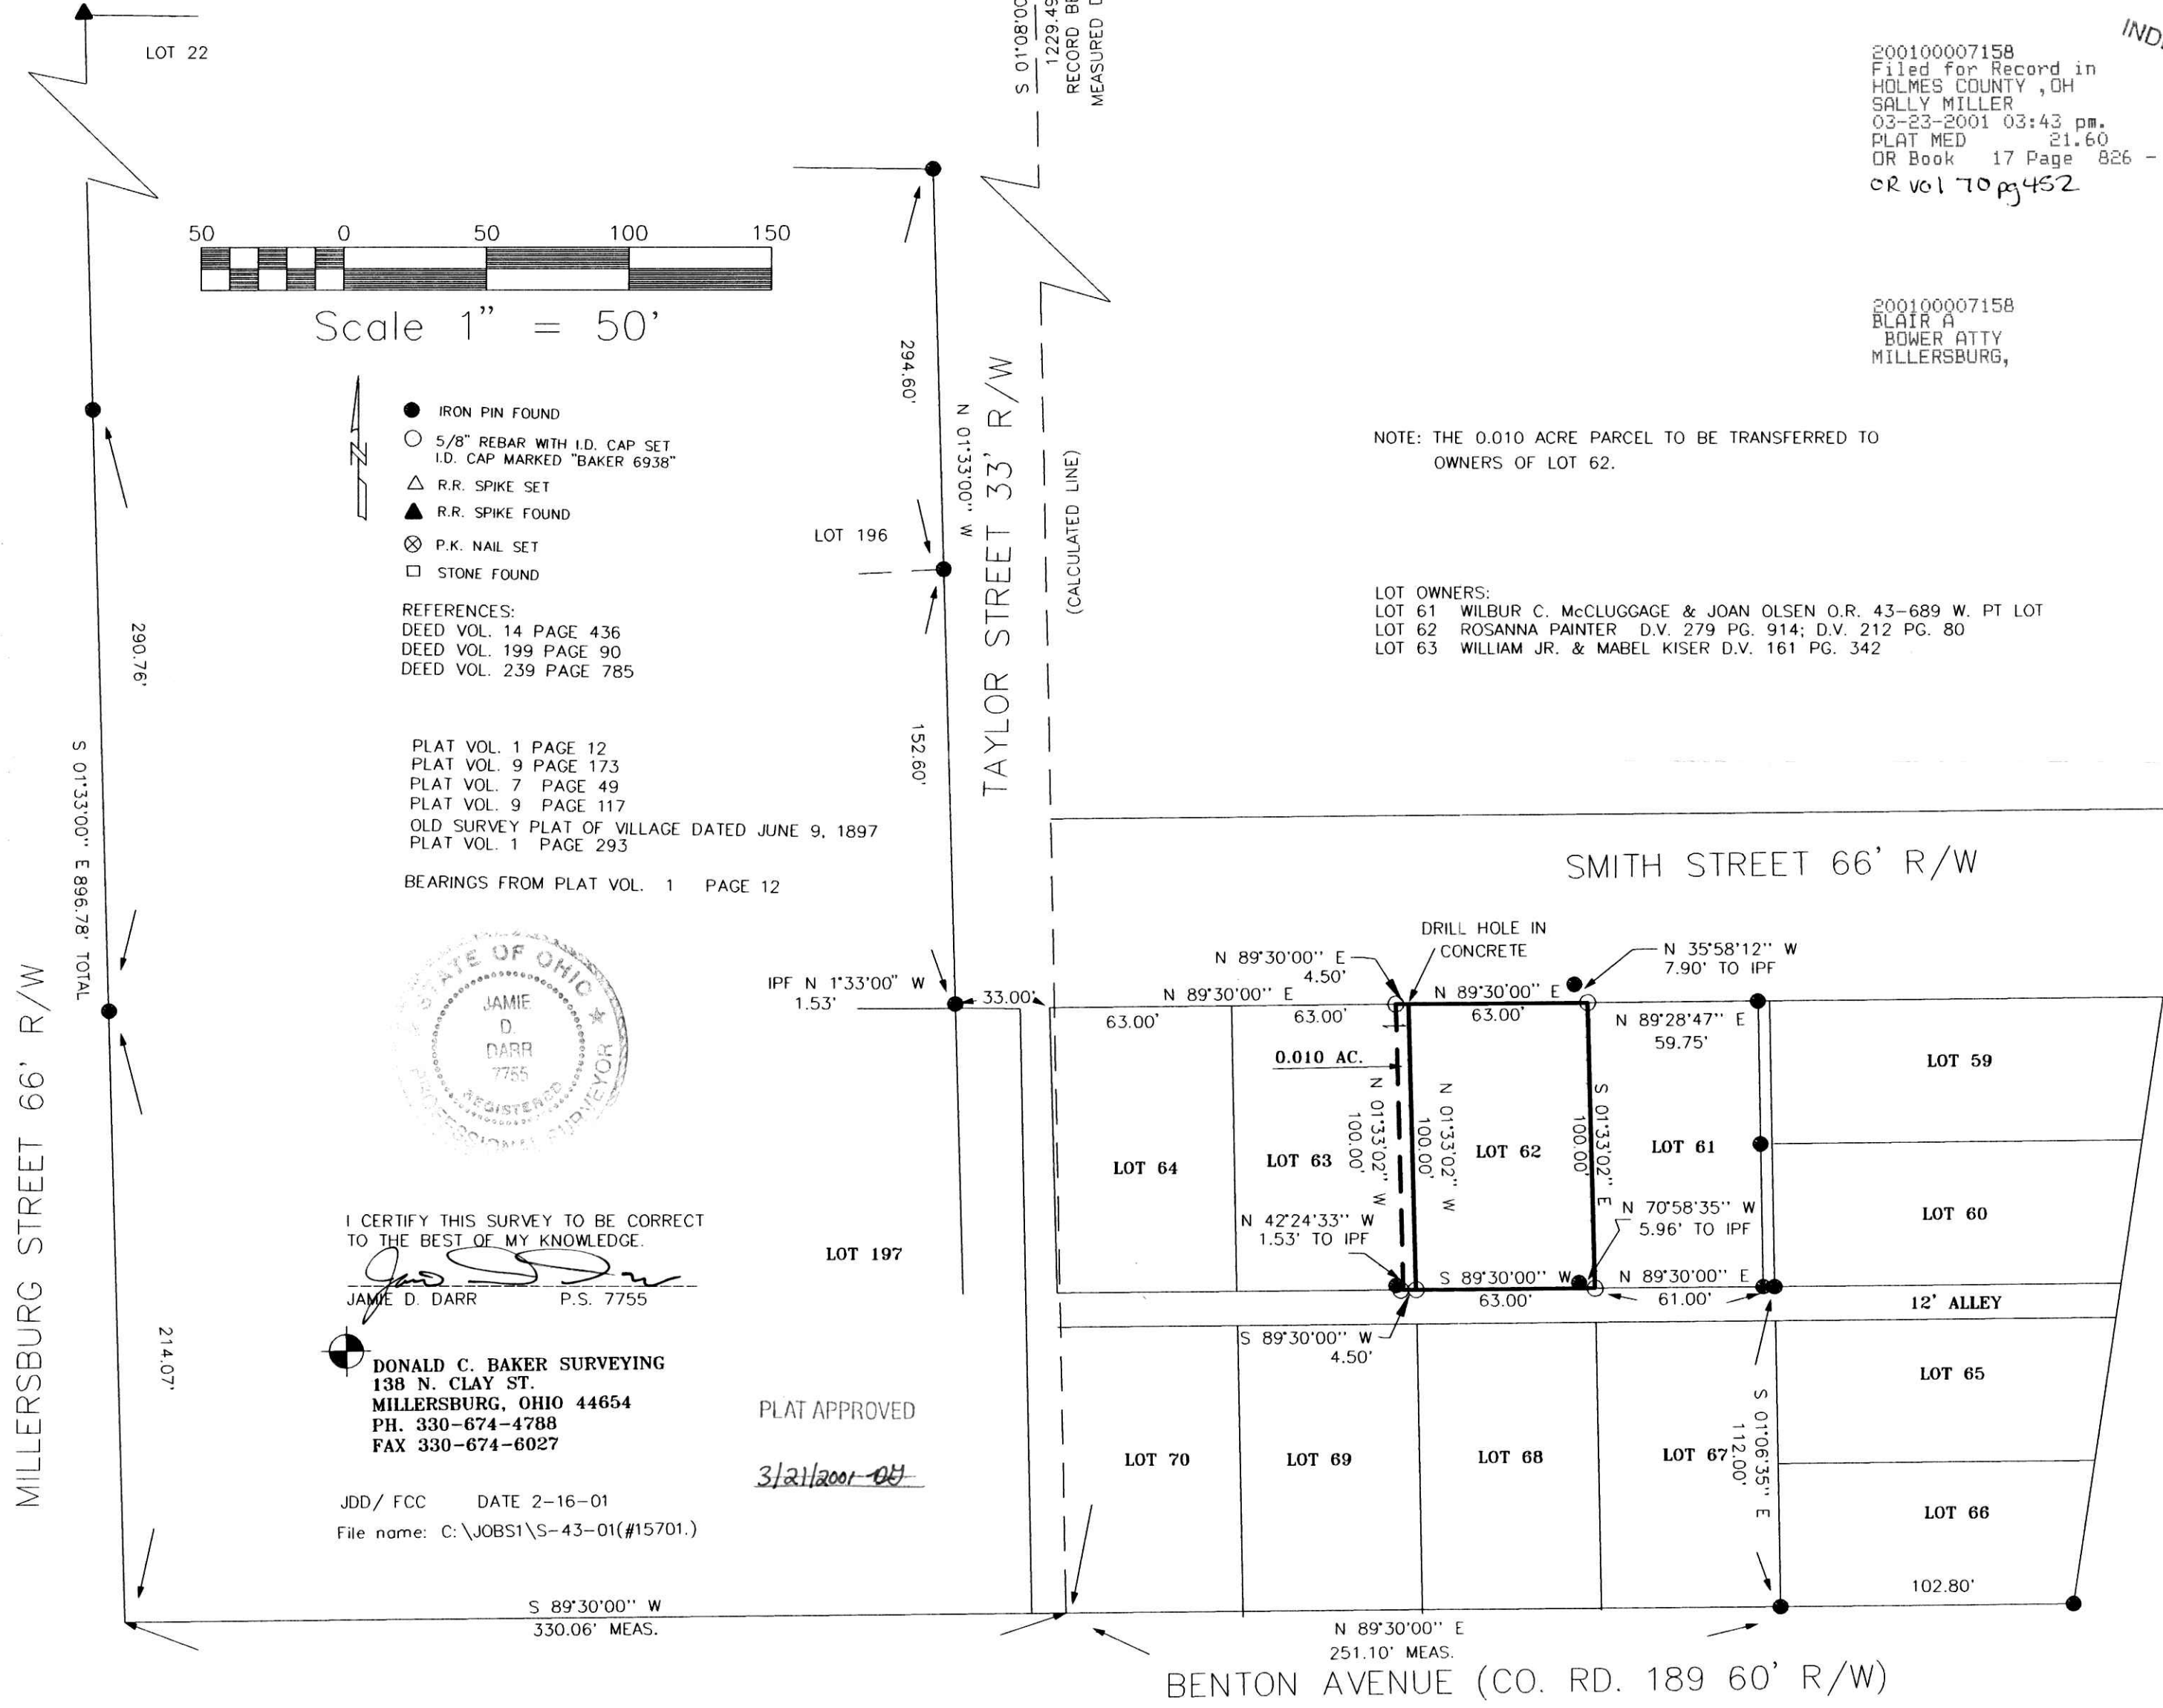 LOT 22
S 01°08'00
1229.49
RECORD BE
MEASURED D
IND
200100007158
Filed for Record in
HOLMES COUNTY ,OH
SALLY MILLER
03-23-2001 03:43 pm.
PLAT MED 21.60
OR Book 17 Page 826 -
OR Vol 70 pg 452
50 0 50 100 150
Scale 1" = 50'
200100007158
BLAIR A
BOWER ATTY
MILLERSBURG,
N
IRON PIN FOUND
5/8" REBAR WITH I.D. CAP SET
I.D. CAP MARKED "BAKER 6938"
R.R. SPIKE SET
R.R. SPIKE FOUND
P.K. NAIL SET
STONE FOUND
REFERENCES:
DEED VOL. 14 PAGE 436
DEED VOL. 199 PAGE 90
DEED VOL. 239 PAGE 785
PLAT VOL. 1 PAGE 12
PLAT VOL. 9 PAGE 173
PLAT VOL. 7 PAGE 49
PLAT VOL. 9 PAGE 117
OLD SURVEY PLAT OF VILLAGE DATED JUNE 9, 1897
PLAT VOL. 1 PAGE 293
BEARINGS FROM PLAT VOL. 1 PAGE 12
294.60'
N 01°33'00" W
LOT 196
152.60'
TAYLOR STREET 33' R/W
(CALCULATED LINE)
NOTE: THE 0.010 ACRE PARCEL TO BE TRANSFERRED TO
OWNERS OF LOT 62.
LOT OWNERS:
LOT 61 WILBUR C. McCLUGGAGE & JOAN OLSEN O.R. 43-689 W. PT LOT
LOT 62 ROSANNA PAINTER D.V. 279 PG. 914; D.V. 212 PG. 80
LOT 63 WILLIAM JR. & MABEL KISER D.V. 161 PG. 342
290.76'
S 01°33'00" E 896.78' TOTAL
MILLERSBURG STREET 66' R/W
214.07'
STATE OF OHIO
JAMIE
D.
DARR
7755
REGISTERED
PROFESSIONAL SURVEYOR
IPF N 1°33'00" W
1.53'
33.00'
SMITH STREET 66' R/W
DRILL HOLE IN
CONCRETE
N 89°30'00" E
4.50'
N 35°58'12" W
7.90' TO IPF
N 89°30'00" E
63.00'
63.00'
N 89°30'00" E
63.00'
N 89°28'47" E
59.75'
0.010 AC.
N 01°33'02" W
100.00'
N 01°33'02" W
100.00'
S 01°33'02" E
100.00'
LOT 64
LOT 63
LOT 62
LOT 61
LOT 59
LOT 60
N 42°24'33" W
1.53' TO IPF
N 70°58'35" W
5.96' TO IPF
S 89°30'00" W
63.00'
N 89°30'00" E
61.00'
12' ALLEY
S 89°30'00" W
4.50'
LOT 197
I CERTIFY THIS SURVEY TO BE CORRECT
TO THE BEST OF MY KNOWLEDGE.
JAMIE D. DARR P.S. 7755
DONALD C. BAKER SURVEYING
138 N. CLAY ST.
MILLERSBURG, OHIO 44654
PH. 330-674-4788
FAX 330-674-6027
PLAT APPROVED
3/21/2001
JDD/ FCC DATE 2-16-01
File name: C:\JOBS1\S-43-01(#15701.)
LOT 70
LOT 69
LOT 68
LOT 67
S 01°06'35" E
112.00'
LOT 65
LOT 66
102.80'
S 89°30'00" W
330.06' MEAS.
N 89°30'00" E
251.10' MEAS.
BENTON AVENUE (CO. RD. 189 60' R/W)